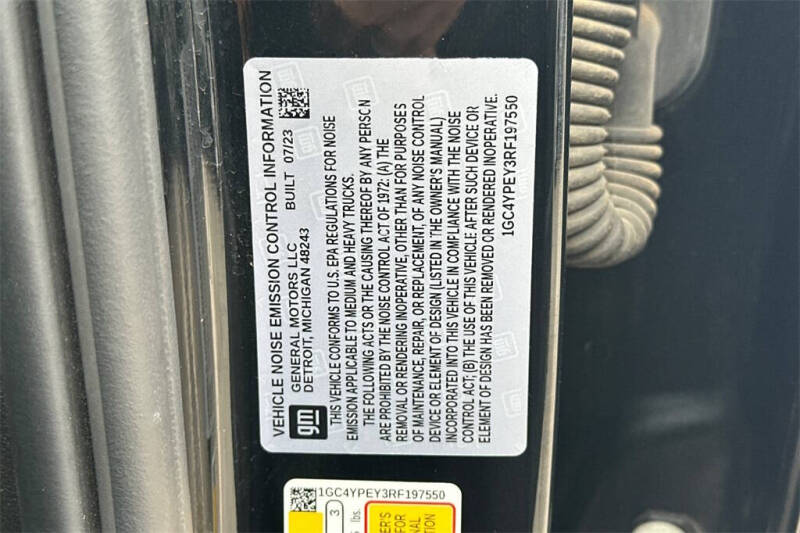 VEHICLE NOISE EMISSION CONTROL INFORMATION
gm
GENERAL MOTORS LLC
DETROIT, MICHIGAN 48243
BUILT 07/23
THIS VEHICLE CONFORMS TO U.S. EPA REGULATIONS FOR NOISE
EMISSION APPLICABLE TO MEDIUM AND HEAVY TRUCKS.
THE FOLLOWING ACTS OR THE CAUSING THEREOF BY ANY PERSON
ARE PROHIBITED BY THE NOISE CONTROL ACT OF 1972: (A) THE
REMOVAL OR RENDERING INOPERATIVE, OTHER THAN FOR PURPOSES
OF MAINTENANCE, REPAIR, OR REPLACEMENT, OF ANY NOISE CONTROL
DEVICE OR ELEMENT OF DESIGN (LISTED IN THE OWNER'S MANUAL)
INCORPORATED INTO THIS VEHICLE IN COMPLIANCE WITH THE NOISE
CONTROL ACT; (B) THE USE OF THIS VEHICLE AFTER SUCH DEVICE OR
ELEMENT OF DESIGN HAS BEEN REMOVED OR RENDERED INOPERATIVE.
1GC4YPEY3RF197550
1GC4YPEY3RF197550
3
lbs.